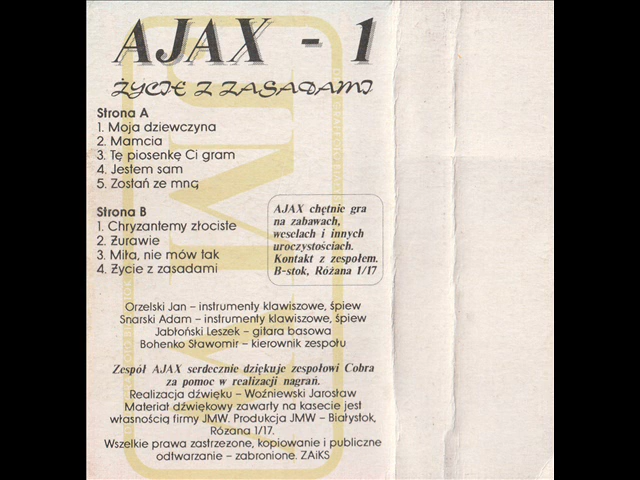 AJAX - 1
ŻYCIE Z ZASADAMI
Strona A
1. Moja dziewczyna
2. Mamcia
3. Tę piosenkę Ci gram
4. Jestem sam
5. Zostań ze mną
Strona B
1. Chryzantemy złociste
2. Żurawie
3. Miła, nie mów tak
4. Życie z zasadami
AJAX chętnie gra
na zabawach,
weselach i innych
uroczystościach.
Kontakt z zespołem.
B-stok, Różana 1/17
Orzelski Jan – instrumenty klawiszowe, śpiew
Snarski Adam – instrumenty klawiszowe, śpiew
Jabłoński Leszek – gitara basowa
Bohenko Sławomir – kierownik zespołu
Zespół AJAX serdecznie dziękuje zespołowi Cobra
za pomoc w realizacji nagrań.
Realizacja dźwięku – Woźniewski Jarosław
Materiał dźwiękowy zawarty na kasecie jest
własnością firmy JMW. Produkcja JMW – Białystok,
Różana 1/17.
Wszelkie prawa zastrzeżone, kopiowanie i publiczne
odtwarzanie – zabronione. ZAiKS
JMW